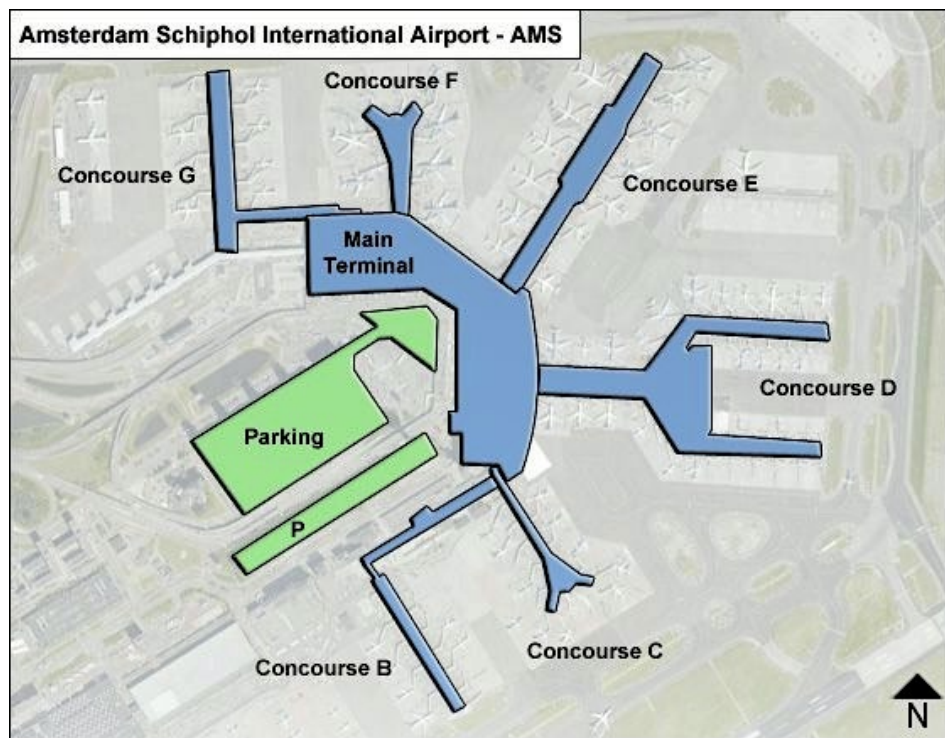 Amsterdam Schiphol International Airport - AMS
Concourse F
Concourse G
Concourse E
Main
Terminal
Concourse D
Parking
P
Concourse C
Concourse B
N